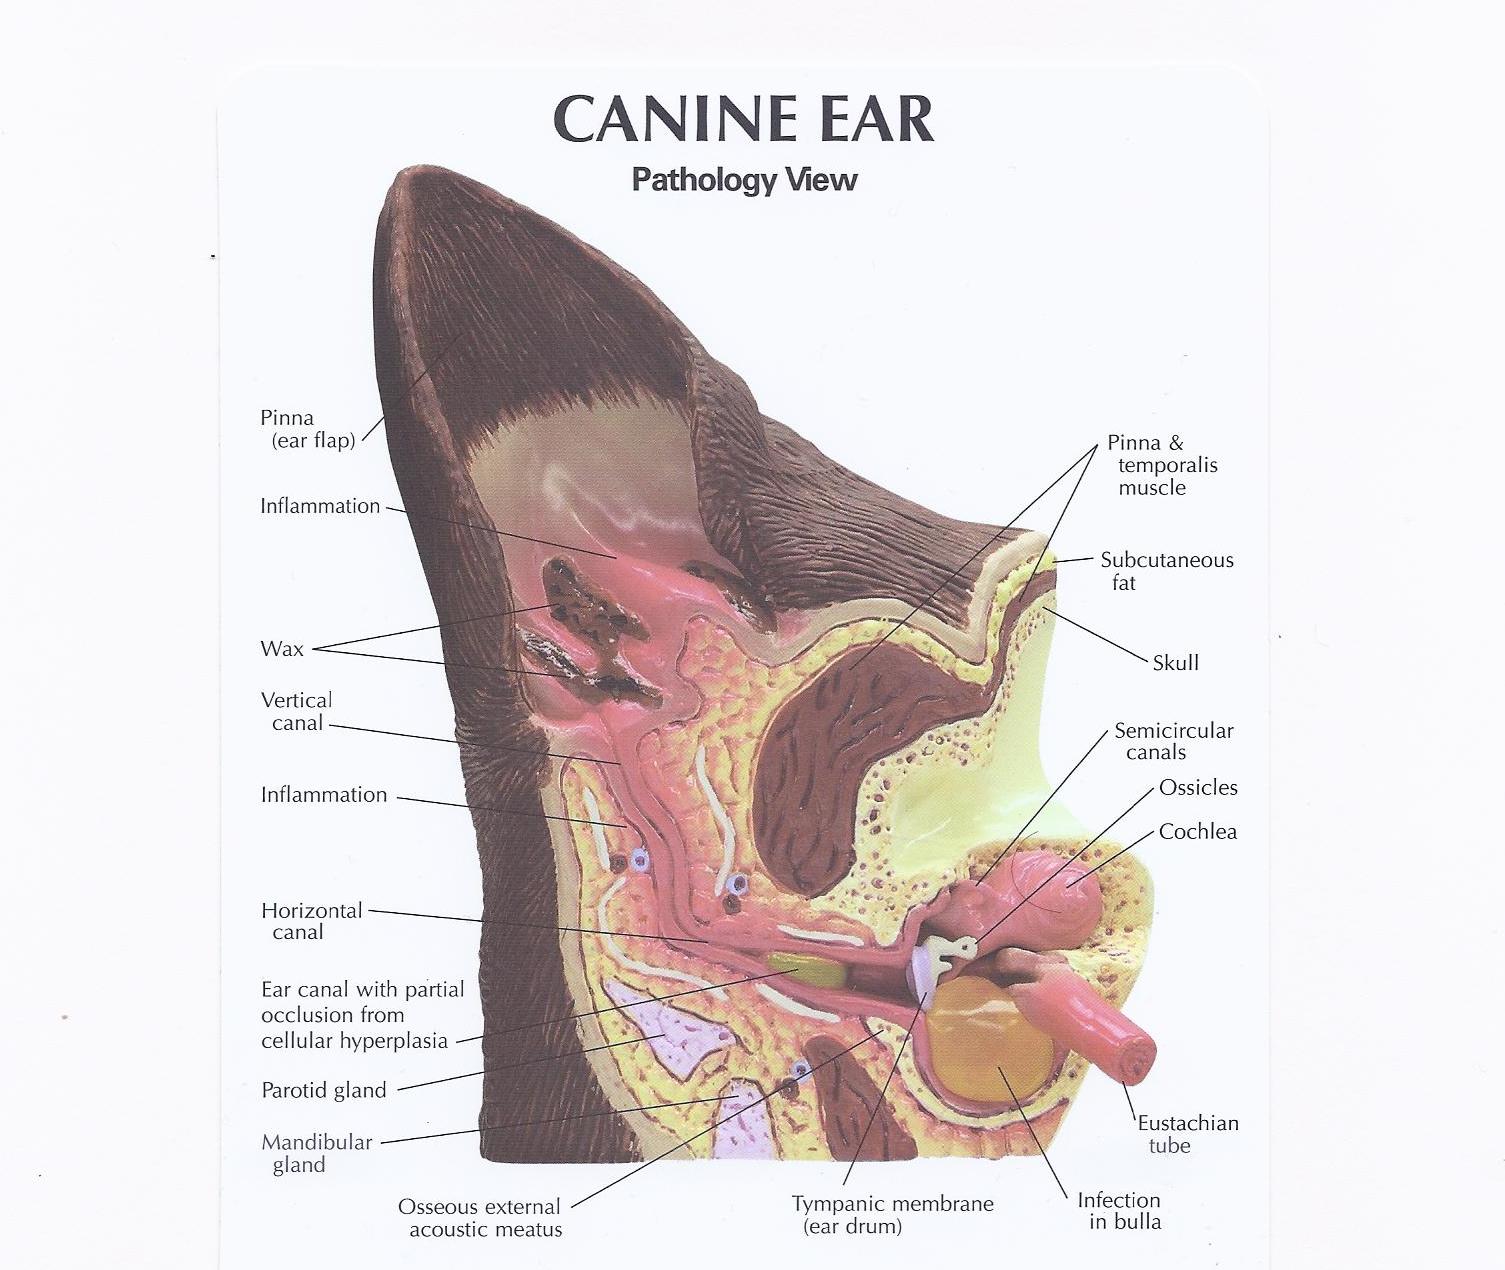 CANINE EAR
Pathology View
Pinna
(ear flap)
Inflammation
Wax
Vertical
canal
Inflammation
Horizontal
canal
Ear canal with partial
occlusion from
cellular hyperplasia
Parotid gland
Mandibular
gland
Osseous external
acoustic meatus
Tympanic membrane
(ear drum)
Infection
in bulla
Eustachian
tube
Cochlea
Ossicles
Semicircular
canals
Skull
Subcutaneous
fat
Pinna &
temporalis
muscle